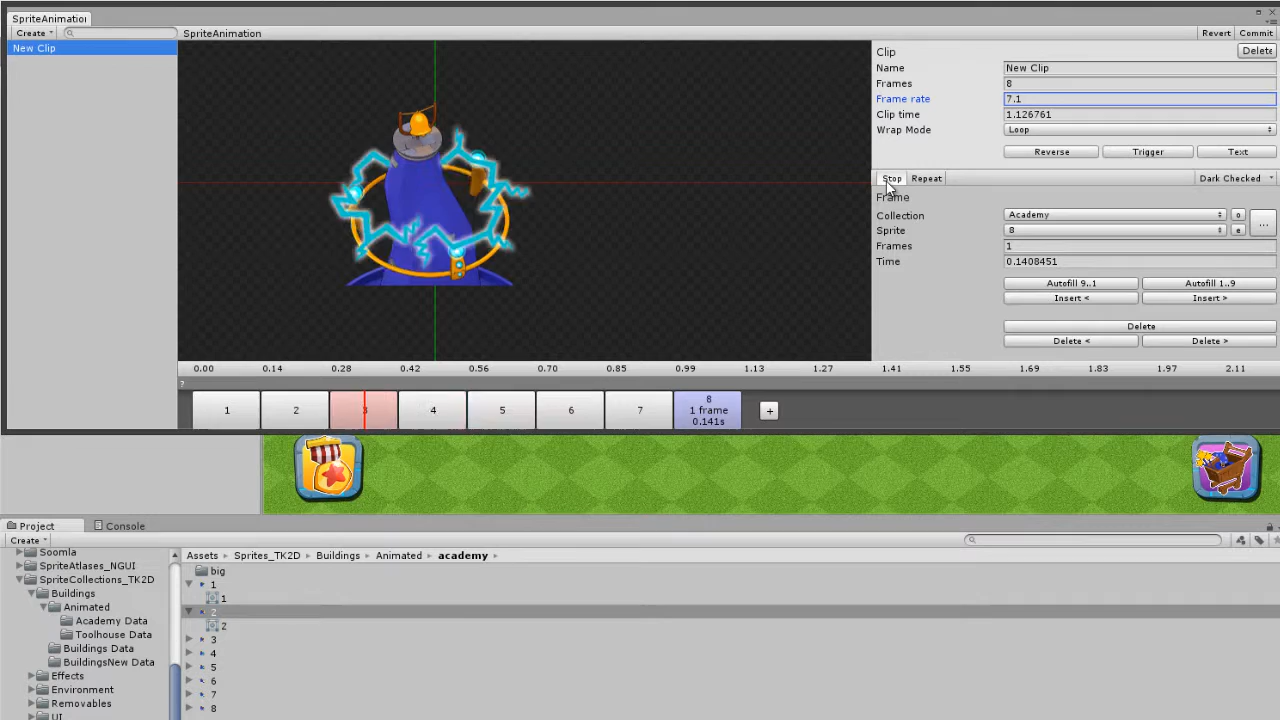 SpriteAnimation
Create
SpriteAnimation
Revert
Commit
New Clip
Clip
Delete
Name
New Clip
Frames
8
Frame rate
7.1
Clip time
1.126761
Wrap Mode
Loop
Reverse
Trigger
Text
Stop
Repeat
Dark Checked
Frame
Collection
Academy
o
Sprite
8
e
...
Frames
1
Time
0.1408451
Autofill 9..1
Autofill 1..9
Insert <
Insert >
Delete
Delete <
Delete >
0.00 0.14 0.28 0.42 0.56 0.70 0.85 0.99 1.13 1.27 1.41 1.55 1.69 1.83 1.97 2.11
?
1
2
3
4
5
6
7
8
1 frame
0.141s
+
Project
Console
Create
Soomla
SpriteAtlases_NGUI
SpriteCollections_TK2D
Buildings
Animated
Academy Data
Toolhouse Data
Buildings Data
BuildingsNew Data
Effects
Environment
Removables
UI
Assets
Sprites_TK2D
Buildings
Animated
academy
big
1
1
2
2
3
4
5
6
7
8